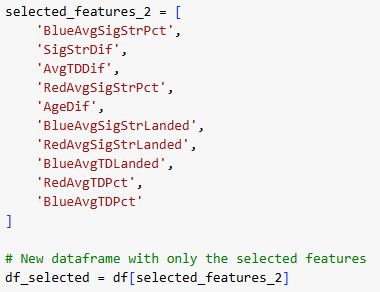 selected_features_2 = [
    'BlueAvgSigStrPct',
    'SigStrDif',
    'AvgTDDif',
    'RedAvgSigStrPct',
    'AgeDif',
    'BlueAvgSigStrLanded',
    'RedAvgSigStrLanded',
    'BlueAvgTDLanded',
    'RedAvgTDPct',
    'BlueAvgTDPct'
]
# New dataframe with only the selected features
df_selected = df[selected_features_2]